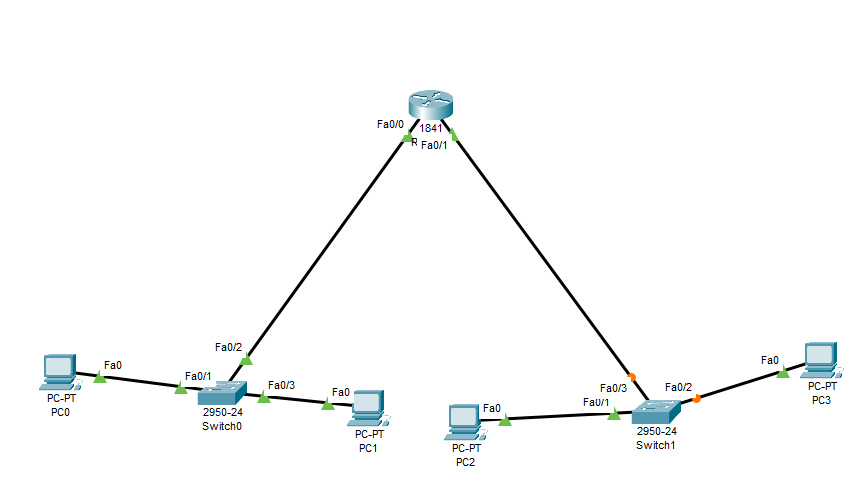 Fa0/0
1841
R
Fa0/1
Fa0/2
Fa0
Fa0/1
PC-PT
PC0
2950-24
Switch0
Fa0/3
Fa0
PC-PT
PC1
Fa0
PC-PT
PC2
Fa0/3
Fa0/1
Fa0/2
2950-24
Switch1
Fa0
PC-PT
PC3